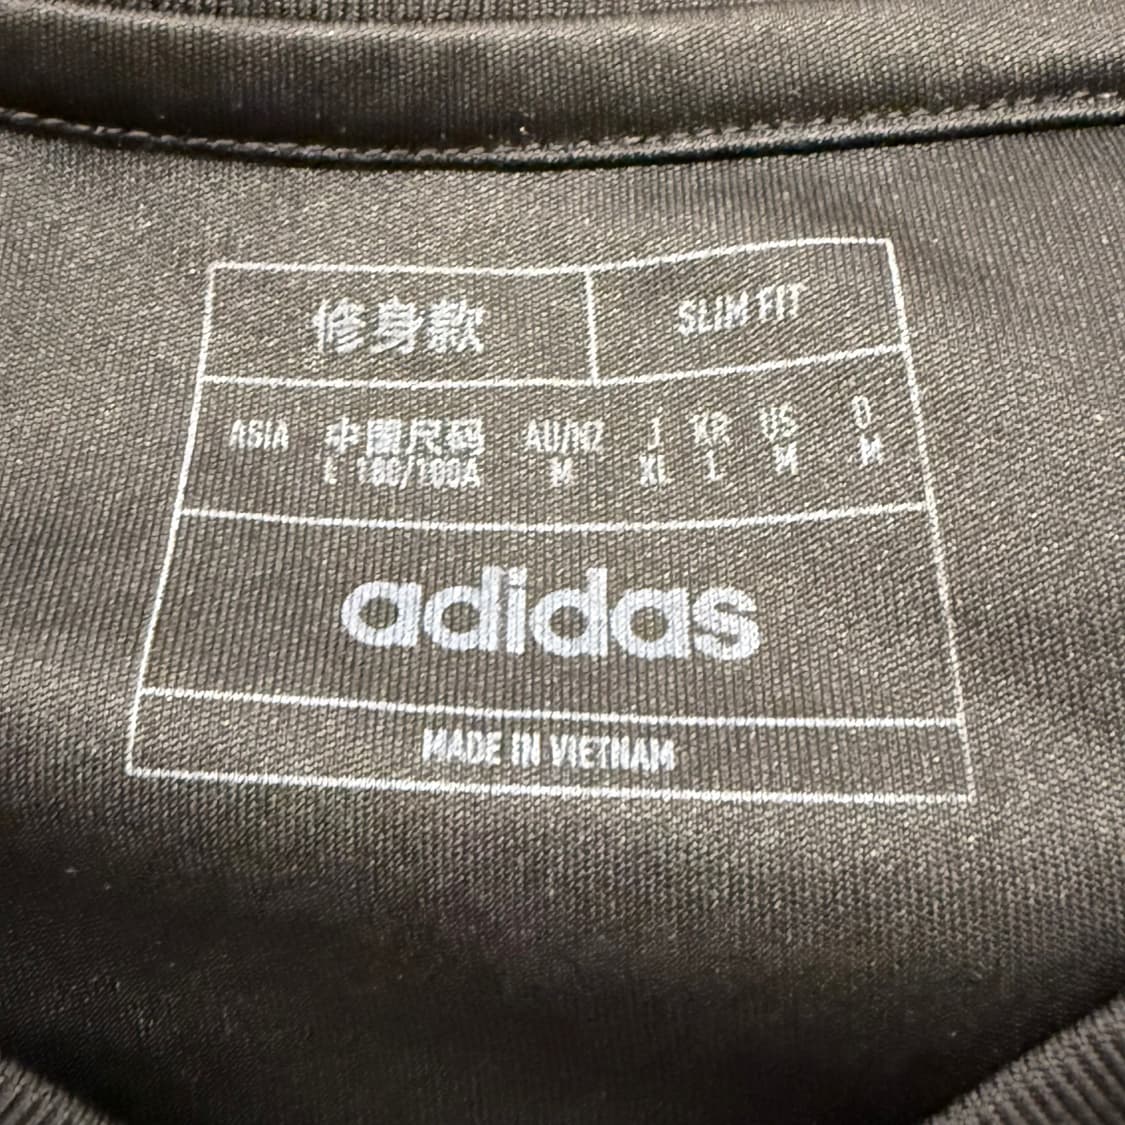 修身款 SLIM FIT
ASIA 中国尺码 AU/NZ J KR US D
L 180/100A M XL L M M
adidas
MADE IN VIETNAM